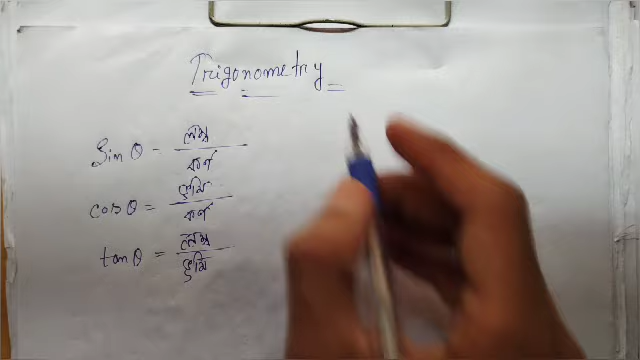 Trigonometry
Sin θ = লম্ব / কর্ণ
cos θ = ভূমি / কর্ণ
tan θ = লম্ব / ভূমি